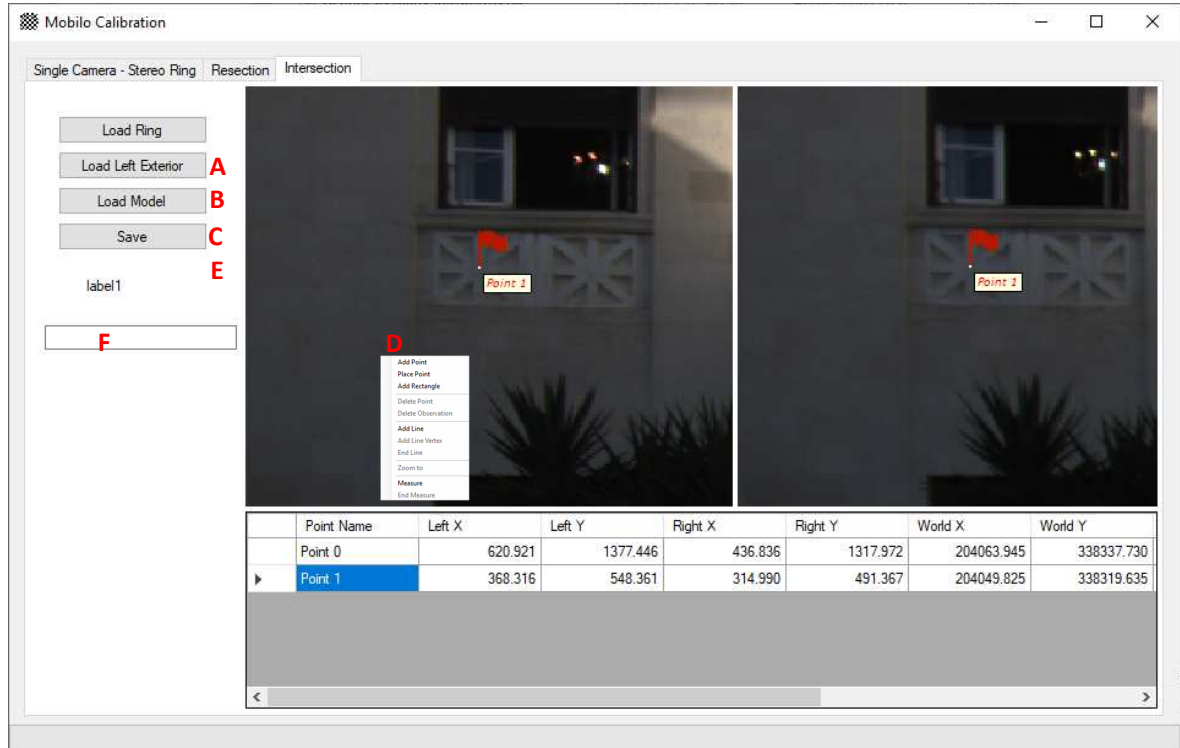 Mobilo Calibration
Single Camera - Stereo Ring Resection Intersection
Load Ring
Load Left Exterior A
Load Model B
Save C
E
label1
F
Point 1
Point 1
D
Add Point
Place Point
Add Rectangle
Delete Point
Delete Observation
Add Line
Add Line Vertex
End Line
Zoom to
Measure
End Measure
Point Name Left X Left Y Right X Right Y World X World Y
Point 0 620.921 1377.446 436.836 1317.972 204063.945 338337.730
Point 1 368.316 548.361 314.990 491.367 204049.825 338319.635